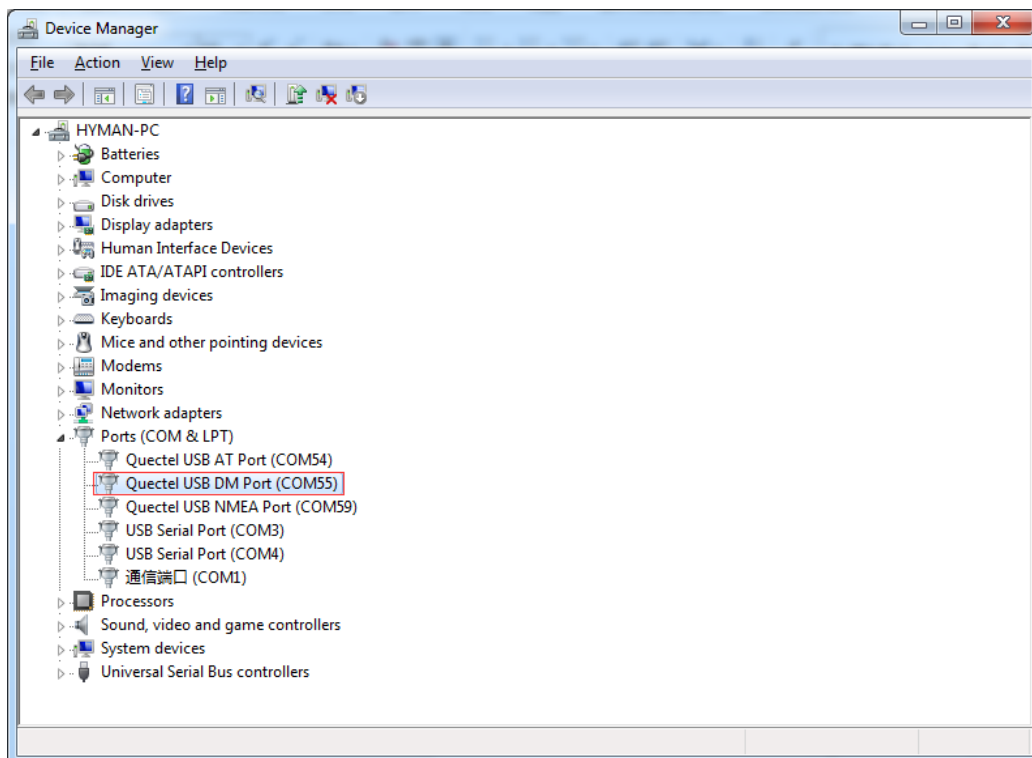 Device Manager
File Action View Help
HYMAN-PC
Batteries
Computer
Disk drives
Display adapters
Human Interface Devices
IDE ATA/ATAPI controllers
Imaging devices
Keyboards
Mice and other pointing devices
Modems
Monitors
Network adapters
Ports (COM & LPT)
Quectel USB AT Port (COM54)
Quectel USB DM Port (COM55)
Quectel USB NMEA Port (COM59)
USB Serial Port (COM3)
USB Serial Port (COM4)
通信端口 (COM1)
Processors
Sound, video and game controllers
System devices
Universal Serial Bus controllers